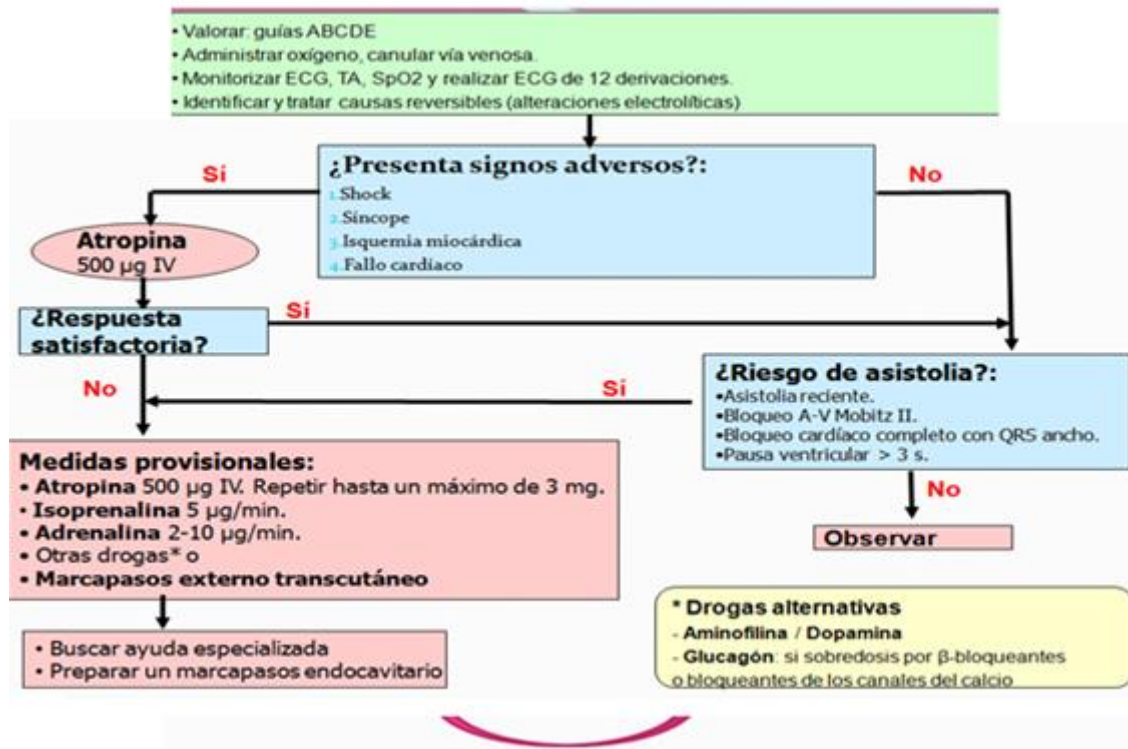 • Valorar: guías ABCDE
• Administrar oxígeno, canular vía venosa.
• Monitorizar ECG, TA, SpO2 y realizar ECG de 12 derivaciones.
• Identificar y tratar causas reversibles (alteraciones electrolíticas)
¿Presenta signos adversos?:
1.Shock
2.Síncope
3.Isquemia miocárdica
4.Fallo cardíaco
Sí
No
Atropina
500 µg IV
¿Respuesta
satisfactoria?
Sí
No
Sí
¿Riesgo de asistolia?:
•Asistolia reciente.
•Bloqueo A-V Mobitz II.
•Bloqueo cardíaco completo con QRS ancho.
•Pausa ventricular > 3 s.
No
Observar
Medidas provisionales:
• Atropina 500 µg IV. Repetir hasta un máximo de 3 mg.
• Isoprenalina 5 µg/min.
• Adrenalina 2-10 µg/min.
• Otras drogas* o
• Marcapasos externo transcutáneo
• Buscar ayuda especializada
• Preparar un marcapasos endocavitario
* Drogas alternativas
- Aminofilina / Dopamina
- Glucagón: si sobredosis por β-bloqueantes
o bloqueantes de los canales del calcio